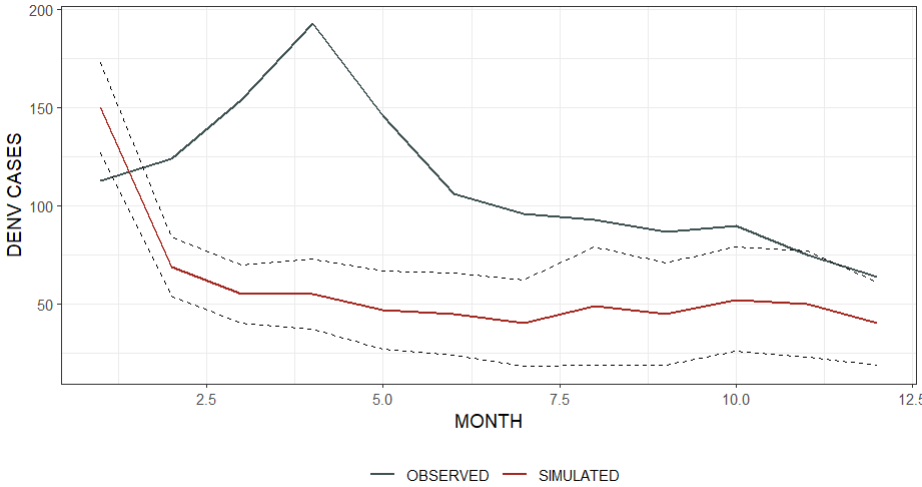 200
150
100
50
DENV CASES
2.5
5.0
7.5
10.0
12.5
MONTH
OBSERVED
SIMULATED